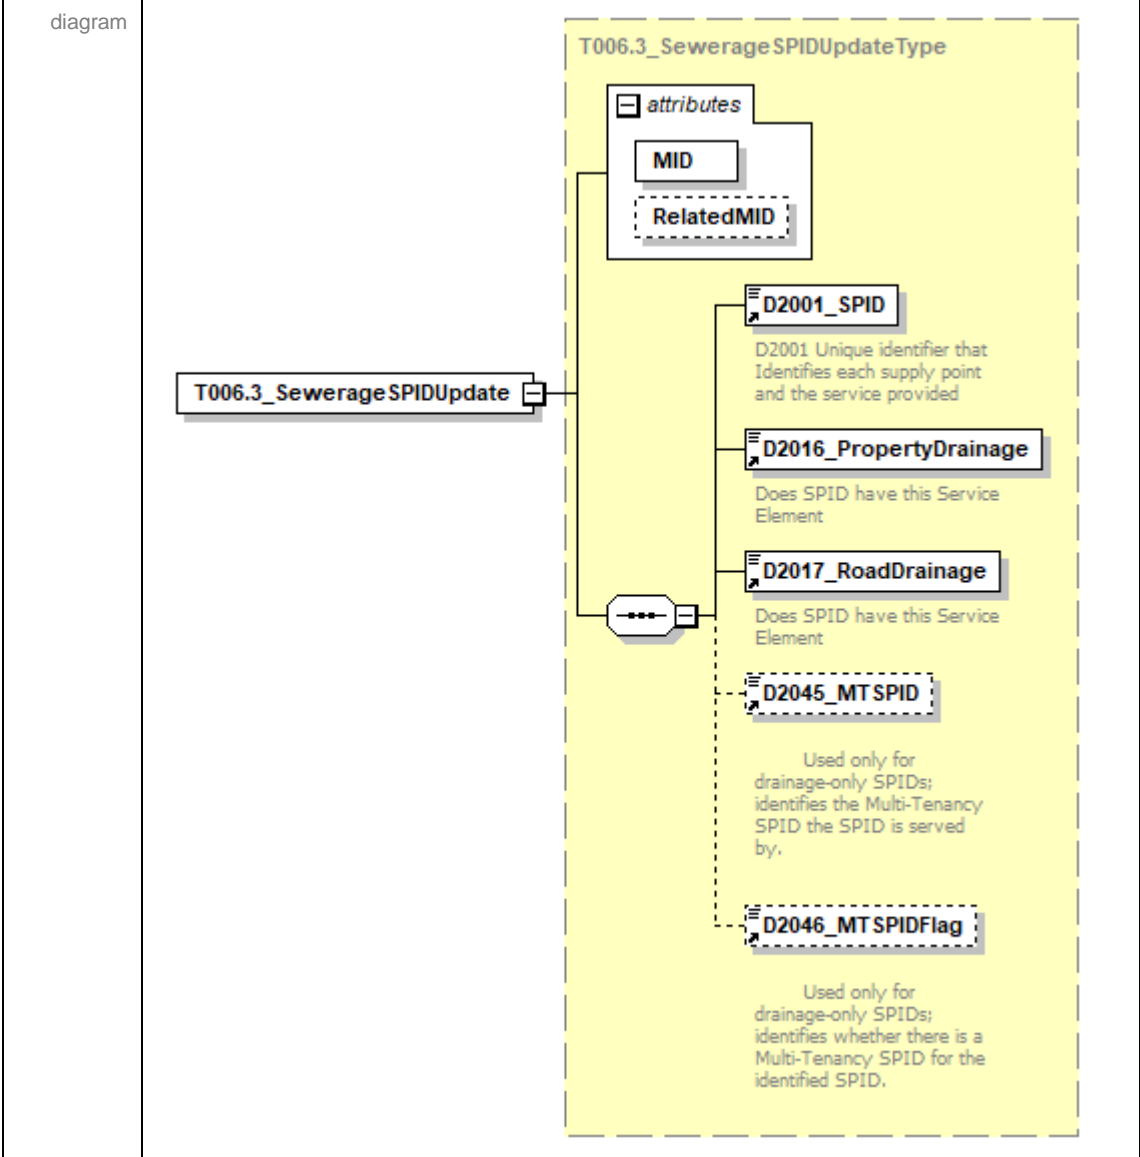 diagram
T006.3_SewerageSPIDUpdateType
attributes
MID
RelatedMID
D2001_SPID
D2001 Unique identifier that
Identifies each supply point
and the service provided
T006.3_SewerageSPIDUpdate
D2016_PropertyDrainage
Does SPID have this Service
Element
D2017_RoadDrainage
Does SPID have this Service
Element
D2045_MTSPID
Used only for
drainage-only SPIDs;
identifies the Multi-Tenancy
SPID the SPID is served
by.
D2046_MTSPIDFlag
Used only for
drainage-only SPIDs;
identifies whether there is a
Multi-Tenancy SPID for the
identified SPID.